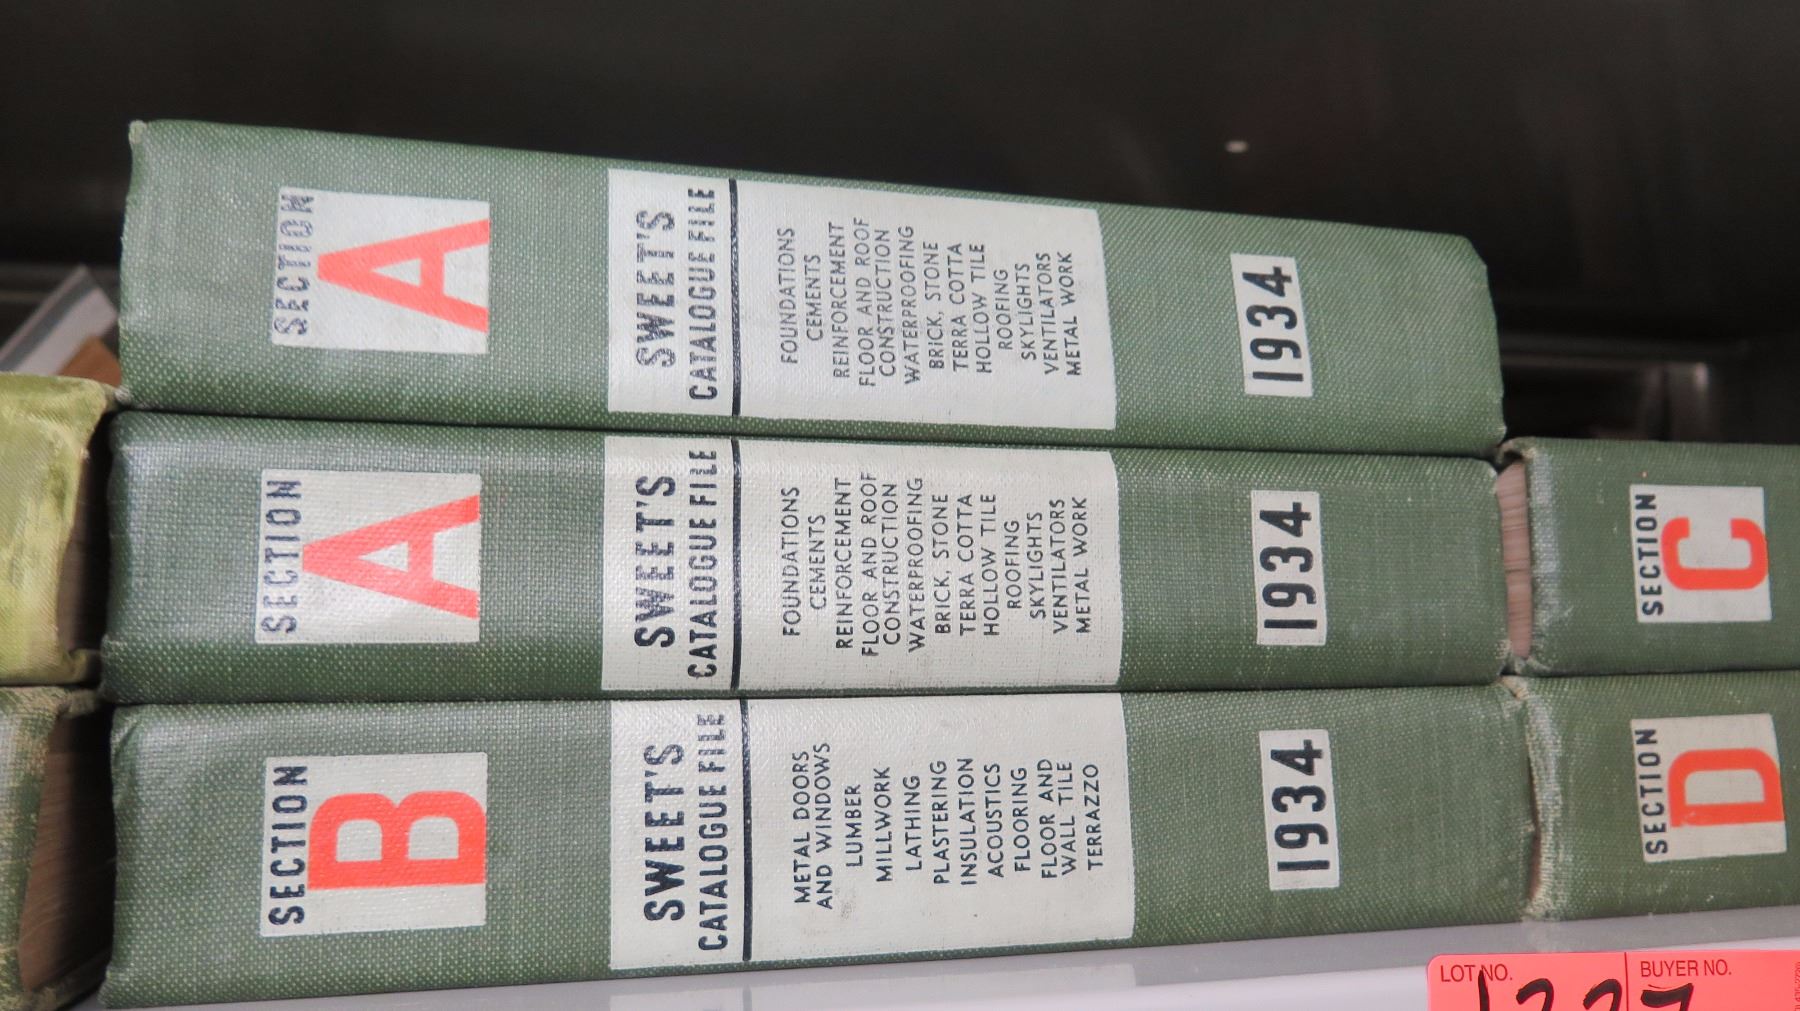 SECTION
A
SWEET'S
CATALOGUE FILE
FOUNDATIONS
CEMENTS
REINFORCEMENT
FLOOR AND ROOF
CONSTRUCTION
WATERPROOFING
BRICK, STONE
TERRA COTTA
HOLLOW TILE
ROOFING
SKYLIGHTS
VENTILATORS
METAL WORK
1934
SECTION
A
SWEET'S
CATALOGUE FILE
FOUNDATIONS
CEMENTS
REINFORCEMENT
FLOOR AND ROOF
CONSTRUCTION
WATERPROOFING
BRICK, STONE
TERRA COTTA
HOLLOW TILE
ROOFING
SKYLIGHTS
VENTILATORS
METAL WORK
1934
SECTION
B
SWEET'S
CATALOGUE FILE
METAL DOORS
AND WINDOWS
LUMBER
MILLWORK
LATHING
PLASTERING
INSULATION
ACOUSTICS
FLOORING
FLOOR AND
WALL TILE
TERRAZZO
1934
SECTION
C
SECTION
D
LOT NO.
BUYER NO.